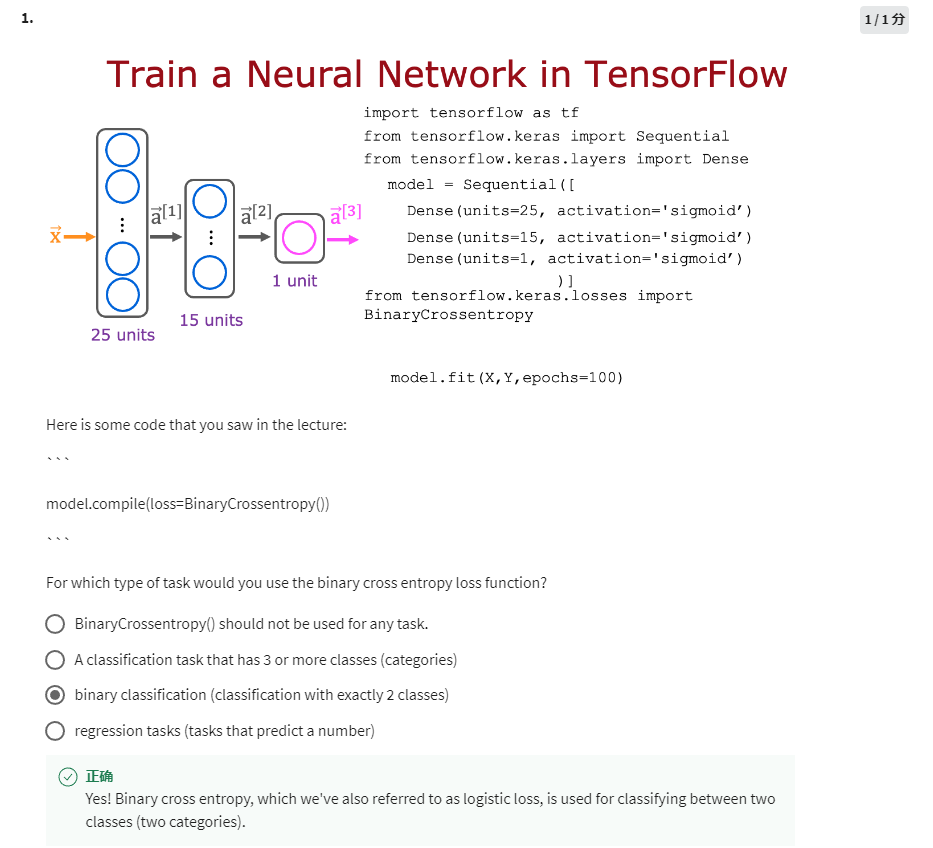 1.
1 / 1 分
Train a Neural Network in TensorFlow
import tensorflow as tf
from tensorflow.keras import Sequential
from tensorflow.keras.layers import Dense
model = Sequential([
Dense(units=25, activation='sigmoid’)
Dense(units=15, activation='sigmoid’)
Dense(units=1, activation='sigmoid’)
)]
from tensorflow.keras.losses import
BinaryCrossentropy
model.fit(X,Y,epochs=100)
x⃗
a⃗[1]
a⃗[2]
a⃗[3]
25 units
15 units
1 unit
Here is some code that you saw in the lecture:
```
model.compile(loss=BinaryCrossentropy())
```
For which type of task would you use the binary cross entropy loss function?
BinaryCrossentropy() should not be used for any task.
A classification task that has 3 or more classes (categories)
binary classification (classification with exactly 2 classes)
regression tasks (tasks that predict a number)
正确
Yes! Binary cross entropy, which we've also referred to as logistic loss, is used for classifying between two
classes (two categories).